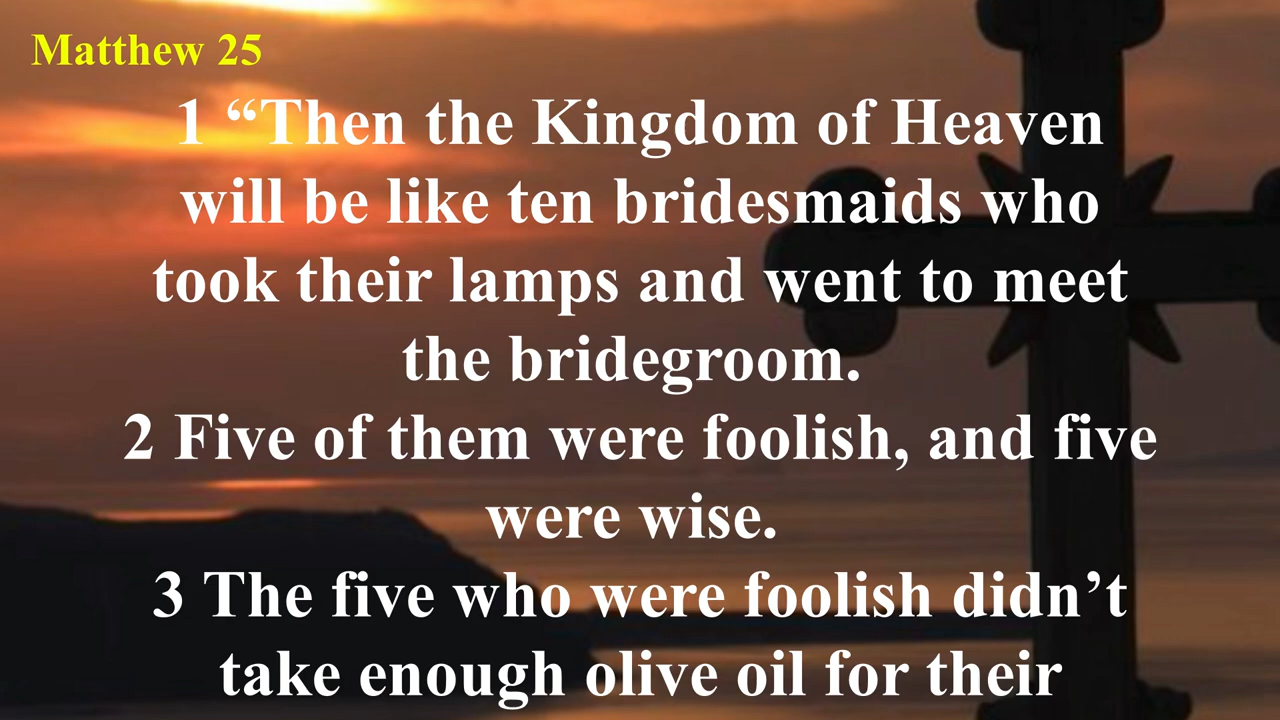 Matthew 25
1 “Then the Kingdom of Heaven
will be like ten bridesmaids who
took their lamps and went to meet
the bridegroom.
2 Five of them were foolish, and five
were wise.
3 The five who were foolish didn’t
take enough olive oil for their